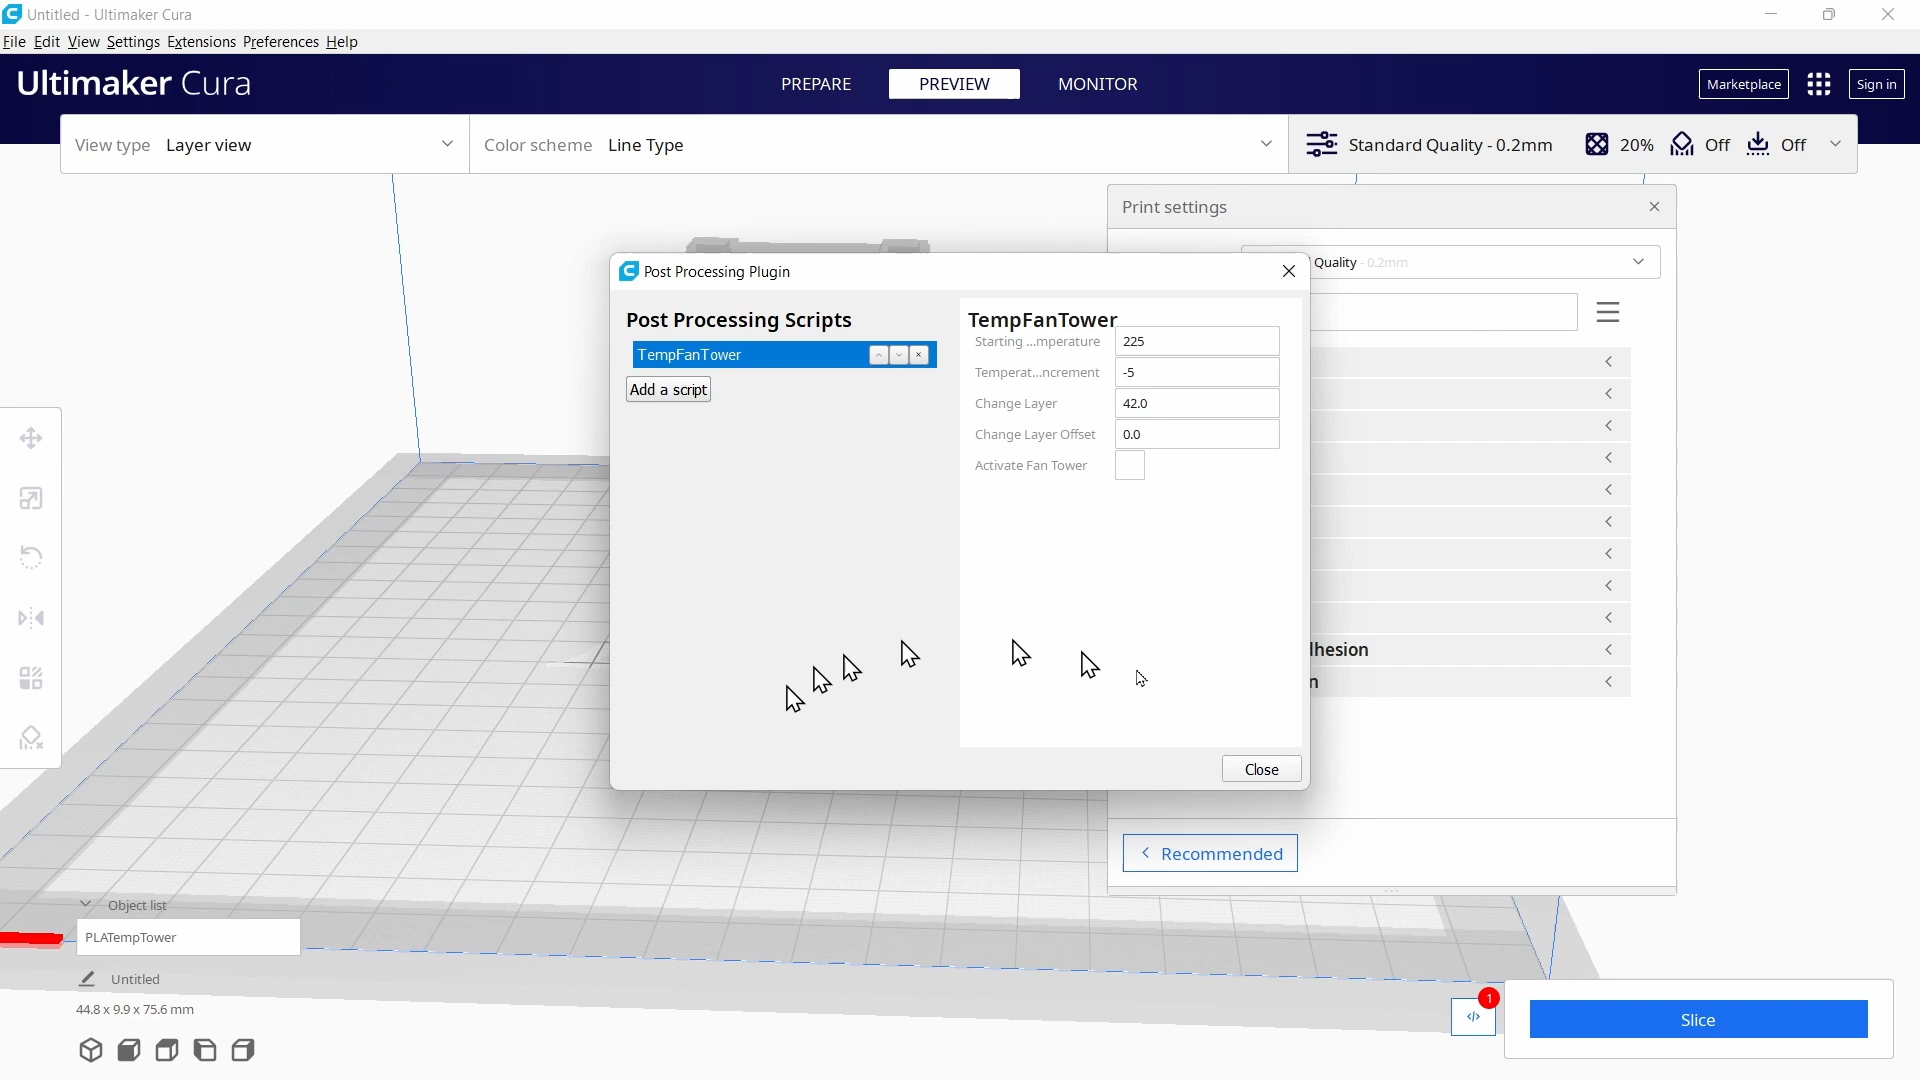 Untitled - Ultimaker Cura
File Edit View Settings Extensions Preferences Help
Ultimaker Cura
PREPARE
PREVIEW
MONITOR
Marketplace
Sign in
View type Layer view
Color scheme Line Type
Standard Quality - 0.2mm
20%
Off
Off
Print settings
Quality - 0.2mm
Post Processing Plugin
Post Processing Scripts
TempFanTower
Add a script
TempFanTower
Starting ...mperature 225
Temperat...ncrement -5
Change Layer 42.0
Change Layer Offset 0.0
Activate Fan Tower
Close
lhesion
n
Recommended
Object list
PLATempTower
Untitled
44.8 x 9.9 x 75.6 mm
1
Slice